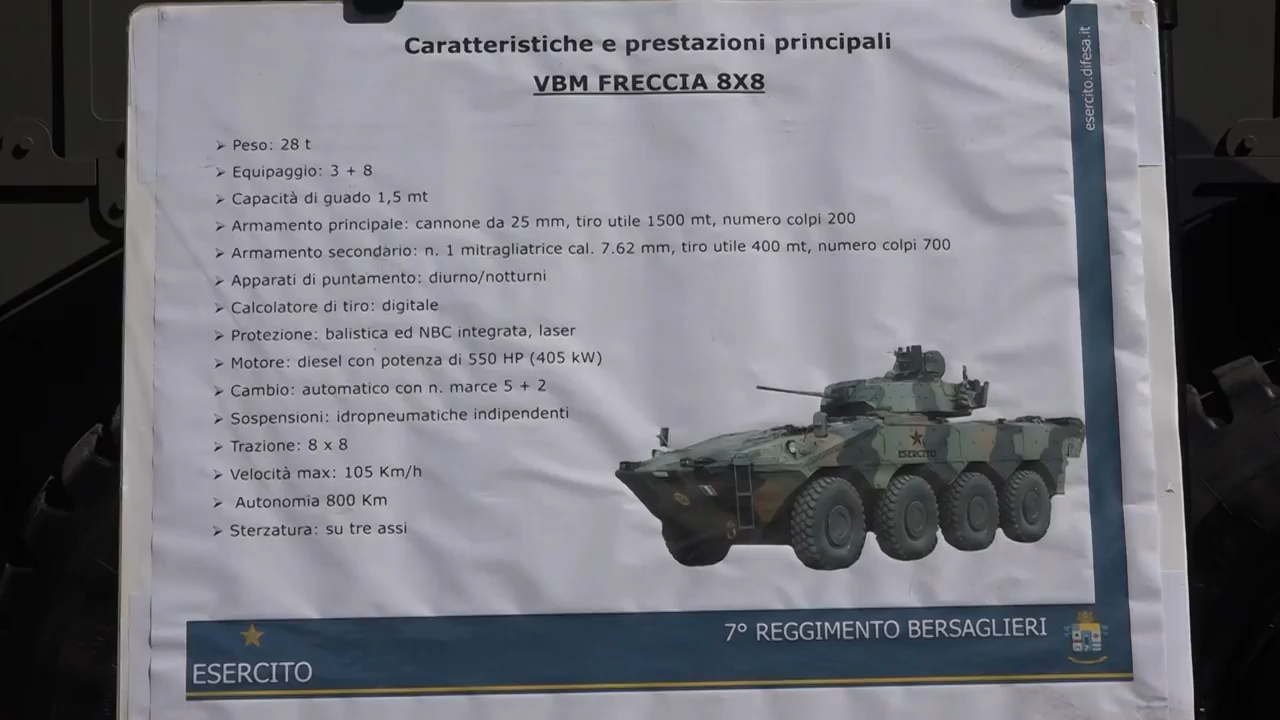 Caratteristiche e prestazioni principali
VBM FRECCIA 8X8
esercito.difesa.it
➢ Peso: 28 t
➢ Equipaggio: 3 + 8
➢ Capacità di guado 1,5 mt
➢ Armamento principale: cannone da 25 mm, tiro utile 1500 mt, numero colpi 200
➢ Armamento secondario: n. 1 mitragliatrice cal. 7.62 mm, tiro utile 400 mt, numero colpi 700
➢ Apparati di puntamento: diurno/notturni
➢ Calcolatore di tiro: digitale
➢ Protezione: balistica ed NBC integrata, laser
➢ Motore: diesel con potenza di 550 HP (405 kW)
➢ Cambio: automatico con n. marce 5 + 2
➢ Sospensioni: idropneumatiche indipendenti
➢ Trazione: 8 x 8
➢ Velocità max: 105 Km/h
➢ Autonomia 800 Km
➢ Sterzatura: su tre assi
ESERCITO
7° REGGIMENTO BERSAGLIERI
ESERCITO